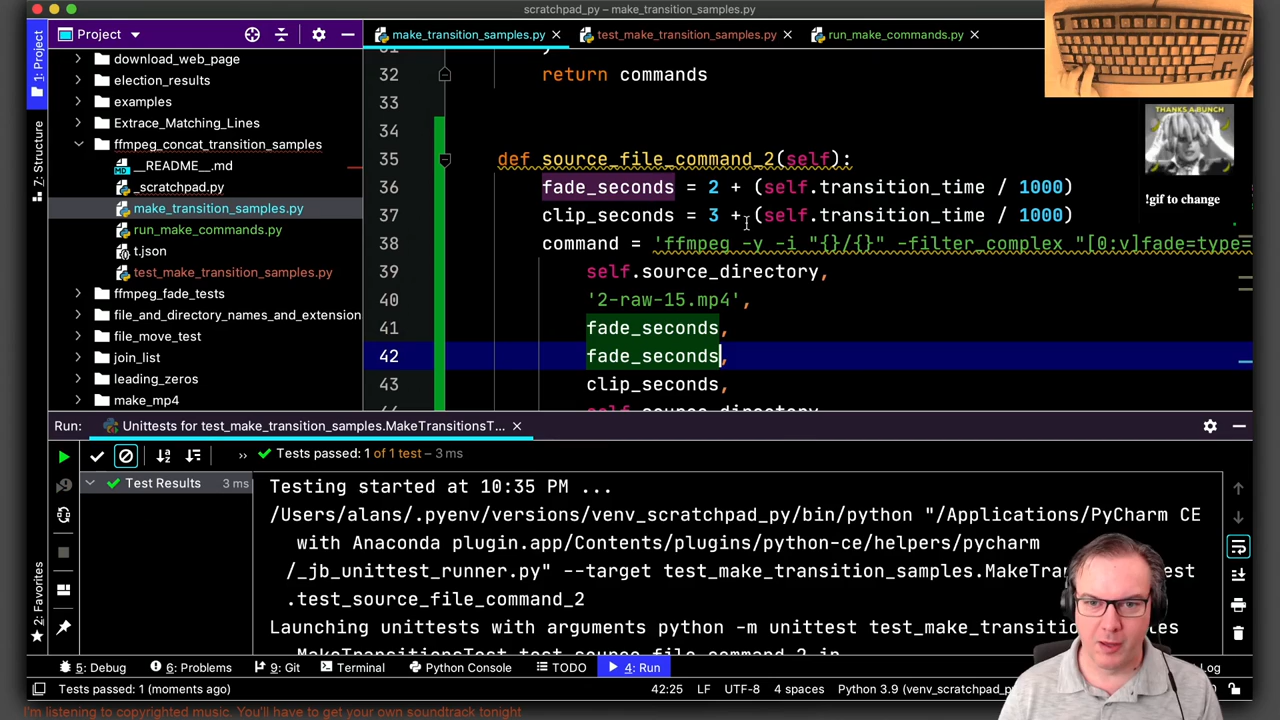 scratchpad_py – make_transition_samples.py
Project
make_transition_samples.py
test_make_transition_samples.py
run_make_commands.py
1: Project
7: Structure
2: Favorites
download_web_page
election_results
examples
Extrace_Matching_Lines
ffmpeg_concat_transition_samples
__README__.md
_scratchpad.py
make_transition_samples.py
run_make_commands.py
t.json
test_make_transition_samples.py
ffmpeg_fade_tests
file_and_directory_names_and_extension
file_move_test
join_list
leading_zeros
make_mp4
32 return commands
33
34
35 def source_file_command_2(self):
36 fade_seconds = 2 + (self.transition_time / 1000)
37 clip_seconds = 3 + (self.transition_time / 1000)
38 command = 'ffmpeg -y -i "{}/{}" -filter_complex "[0:v]fade=type=
39 self.source_directory,
40 '2-raw-15.mp4',
41 fade_seconds,
42 fade_seconds,
43 clip_seconds,
THANKS A BUNCH
!gif to change
Run: Unittests for test_make_transition_samples.MakeTransitionsT...
Tests passed: 1 of 1 test – 3 ms
Test Results 3 ms
Testing started at 10:35 PM ...
/Users/alans/.pyenv/versions/venv_scratchpad_py/bin/python "/Applications/PyCharm CE
with Anaconda plugin.app/Contents/plugins/python-ce/helpers/pycharm
/_jb_unittest_runner.py" --target test_make_transition_samples.MakeTra
.test_source_file_command_2
Launching unittests with arguments python -m unittest test_make_transiti
5: Debug
6: Problems
9: Git
Terminal
Python Console
TODO
4: Run
Log
Tests passed: 1 (moments ago)
42:25 LF UTF-8 4 spaces Python 3.9 (venv_scratchpad_p
I'm listening to copyrighted music. You'll have to get your own soundtrack tonight